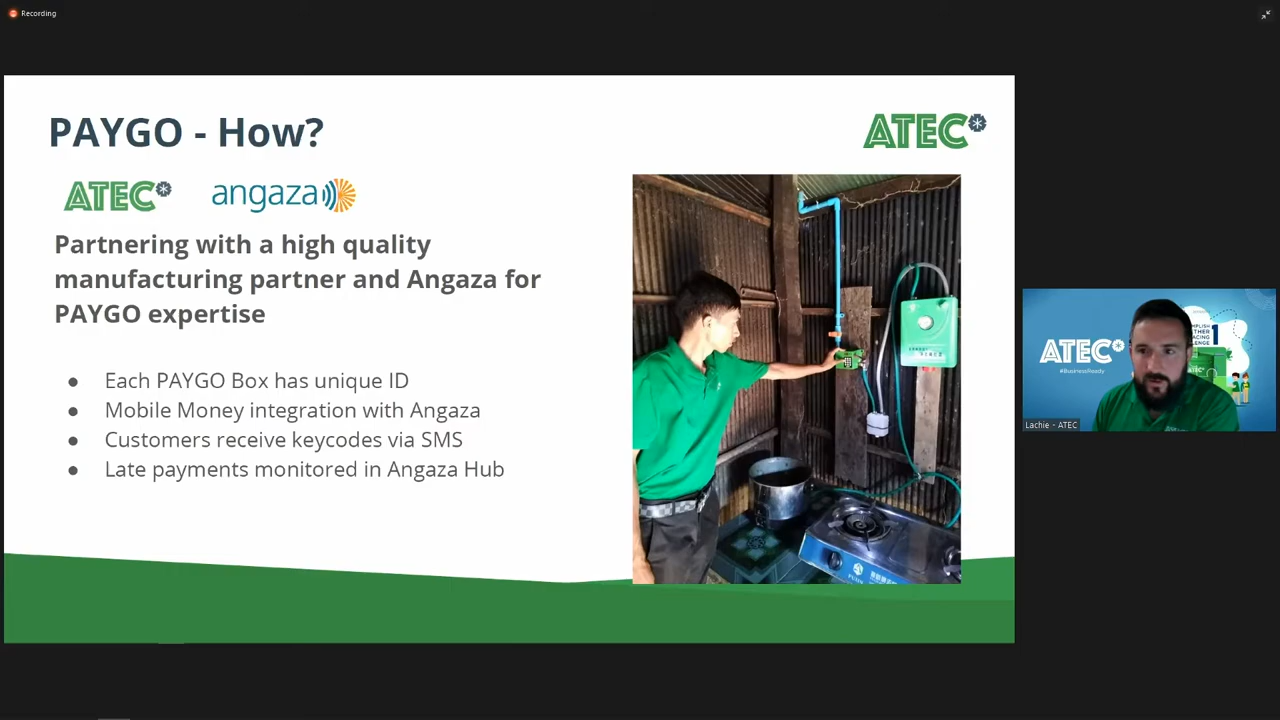 Recording
PAYGO - How?
ATEC
ATEC angaza
Partnering with a high quality
manufacturing partner and Angaza for
PAYGO expertise
● Each PAYGO Box has unique ID
● Mobile Money integration with Angaza
● Customers receive keycodes via SMS
● Late payments monitored in Angaza Hub
ATEC
#BusinessReady
Lachie - ATEC